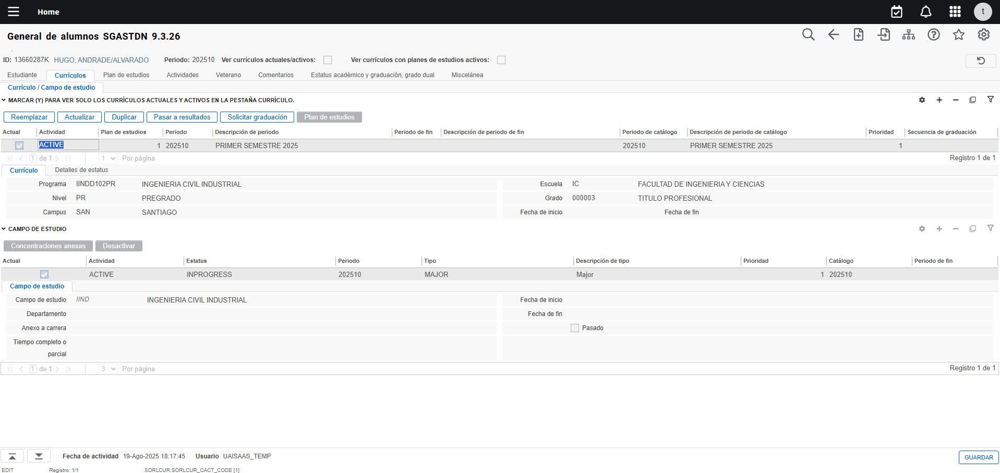 Home
t
General de alumnos SGASTDN 9.3.26
ID: 13660287K HUGO, ANDRADE/ALVARADO Periodo: 202510 Ver currículos actuales/activos: Ver currículos con planes de estudios activos:
Estudiante Currículos Plan de estudios Actividades Veterano Comentarios Estatus académico y graduación, grado dual Miscelánea
Currículo / Campo de estudio
MARCAR (Y) PARA VER SOLO LOS CURRÍCULOS ACTUALES Y ACTIVOS EN LA PESTAÑA CURRÍCULO.
Reemplazar Actualizar Duplicar Pasar a resultados Solicitar graduación Plan de estudios
Actual Actividad Plan de estudios Periodo Descripción de periodo Periodo de fin Descripción de periodo de fin Periodo de catálogo Descripción de periodo de catálogo Prioridad Secuencia de graduación
ACTIVE 1 202510 PRIMER SEMESTRE 2025 202510 PRIMER SEMESTRE 2025 1
1 de 1 1 Por página Registro 1 de 1
Currículo Detalles de estatus
Programa IINDD102PR INGENIERIA CIVIL INDUSTRIAL Escuela IC FACULTAD DE INGENIERIA Y CIENCIAS
Nivel PR PREGRADO Grado 000003 TITULO PROFESIONAL
Campus SAN SANTIAGO Fecha de inicio Fecha de fin
CAMPO DE ESTUDIO
Concentraciones anexas Desactivar
Actual Actividad Estatus Periodo Tipo Descripción de tipo Prioridad Catálogo Periodo de fin
ACTIVE INPROGRESS 202510 MAJOR Major 1 202510
Campo de estudio
Campo de estudio IIND INGENIERIA CIVIL INDUSTRIAL Fecha de inicio
Departamento Fecha de fin
Anexo a carrera Pasado
Tiempo completo o
parcial
1 de 1 3 Por página Registro 1 de 1
Fecha de actividad 19-Ago-2025 18:17:45 Usuario UAISAAS_TEMP GUARDAR
EDIT Registro: 1/1 SORLCUR.SORLCUR_CACT_CODE [1]